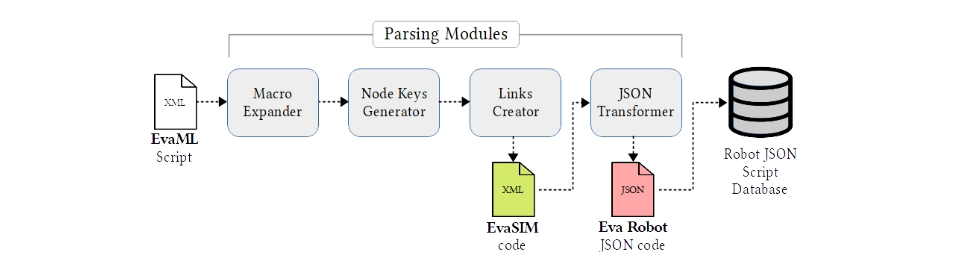 Parsing Modules
XML
EvaML
Script
Macro
Expander
Node Keys
Generator
Links
Creator
JSON
Transformer
XML
EvaSIM
code
JSON
Eva Robot
JSON code
Robot JSON
Script
Database